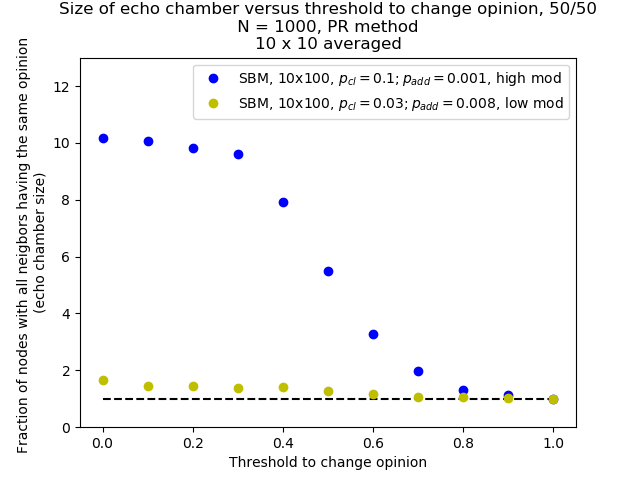 Size of echo chamber versus threshold to change opinion, 50/50
N = 1000, PR method
10 x 10 averaged
SBM, 10x100, p_cl = 0.1; p_add = 0.001, high mod
SBM, 10x100, p_cl = 0.03; p_add = 0.008, low mod
Fraction of nodes with all neigbors having the same opinion
(echo chamber size)
12
10
8
6
4
2
0
0.0 0.2 0.4 0.6 0.8 1.0
Threshold to change opinion